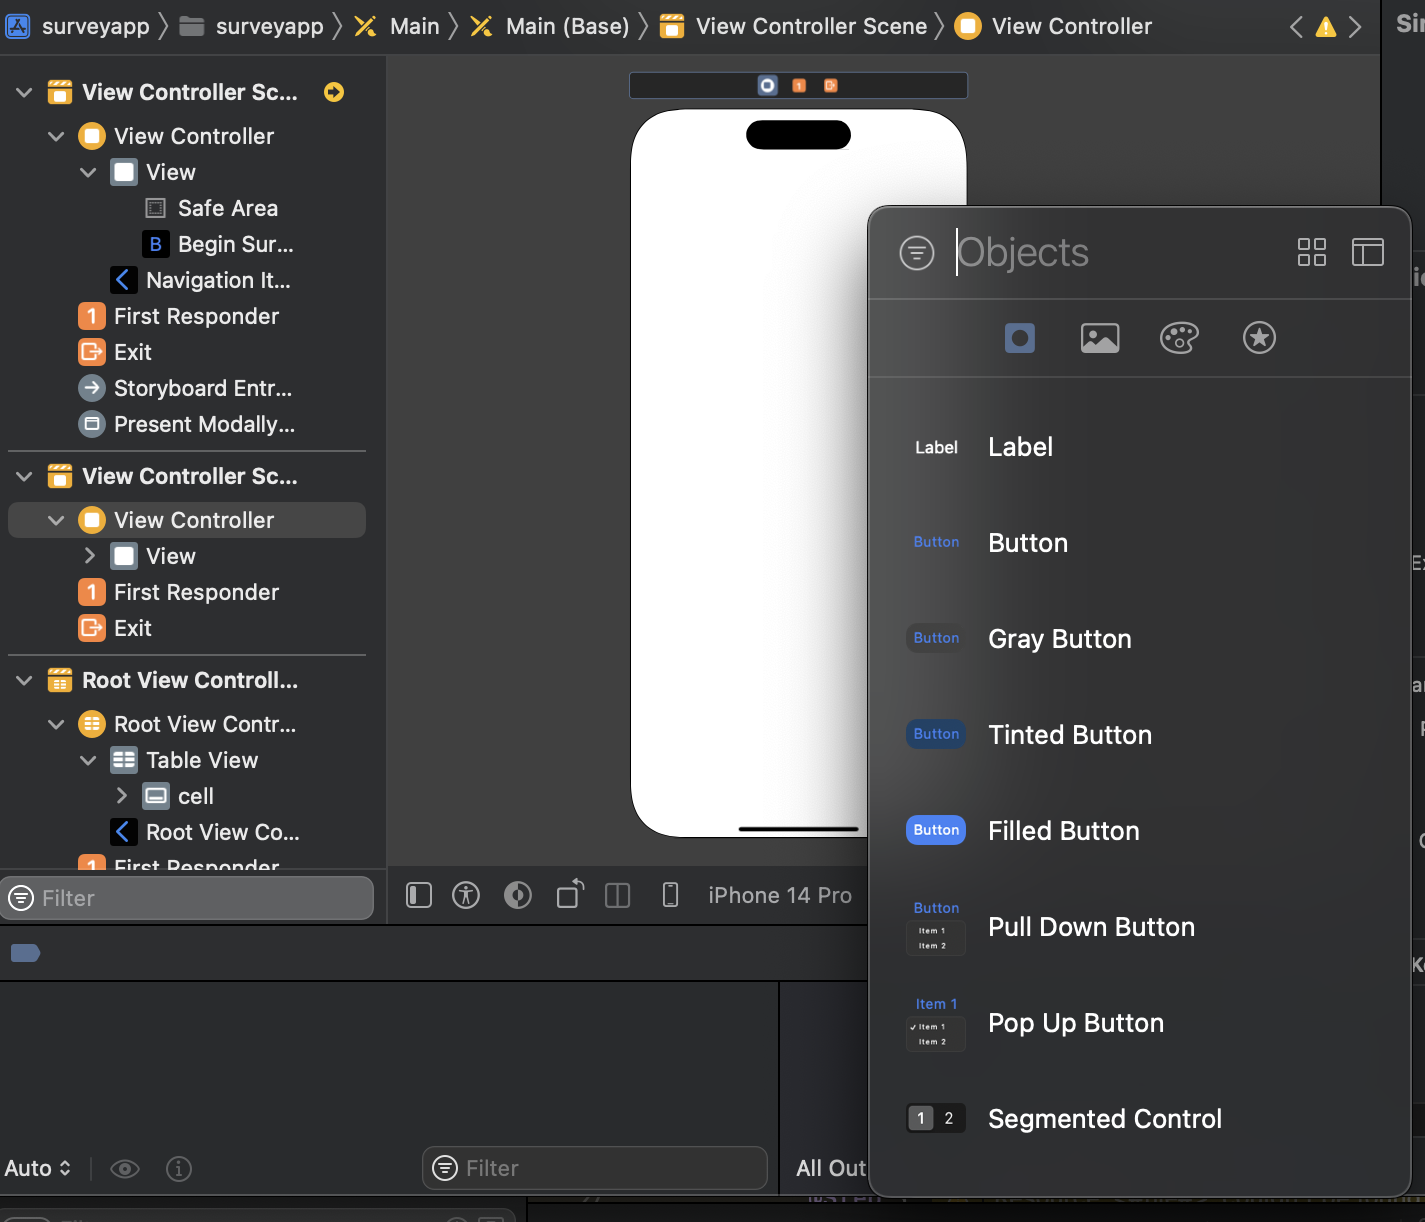 surveyapp
surveyapp
Main
Main (Base)
View Controller Scene
View Controller
View Controller Sc...
View Controller
View
Safe Area
B
Begin Sur...
Navigation It...
1
First Responder
Exit
Storyboard Entr...
Present Modally...
View Controller Sc...
View Controller
View
1
First Responder
Exit
Root View Controll...
Root View Contr...
Table View
cell
Root View Co...
1
First Responder
Filter
1
iPhone 14 Pro
Objects
Label
Label
Button
Button
Button
Gray Button
Button
Tinted Button
Button
Filled Button
Button
Item 1
Item 2
Pull Down Button
Item 1
✓ Item 1
Item 2
Pop Up Button
1 2
Segmented Control
Auto
Filter
All Out